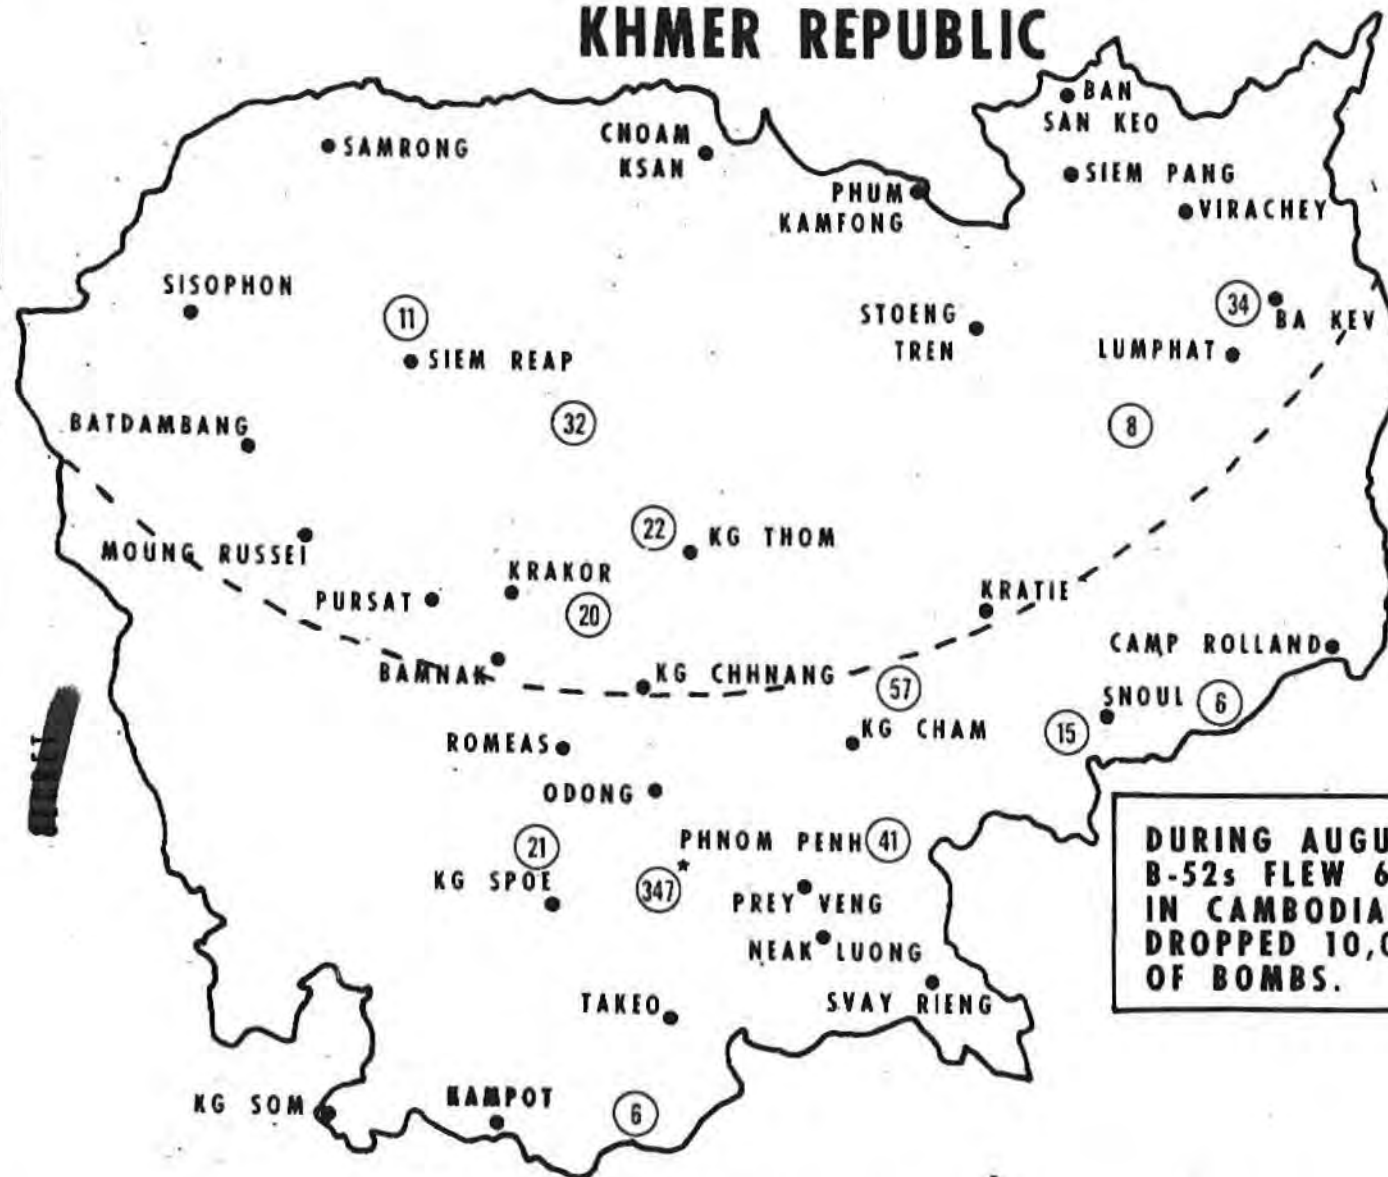 KHMER REPUBLIC
BAN
SAN KEO
SAMRONG
CHOAM
KSAN
SIEM PANG
PHUM
KAMFONG
VIRACHEY
SISOPHON
11
SIEM REAP
STOENG
TREN
34
BA KEV
LUMPHAT
BATDAMBANG
32
8
22
KG THOM
MOUNG RUSSEI
KRAKOR
PURSAT
20
KRATIE
CAMP ROLLAND
BAMNAK
KG CHHNANG
57
SNOUL
6
15
ROMEAS
KG CHAM
ODONG
21
PHNOM PENH
41
KG SPOE
347
*
PREY VENG
NEAK LUONG
TAKEO
SVAY RIENG
KG SOM
KAMPOT
6
DURING AUGU
B-52s FLEW 6
IN CAMBODIA
DROPPED 10,
OF BOMBS.